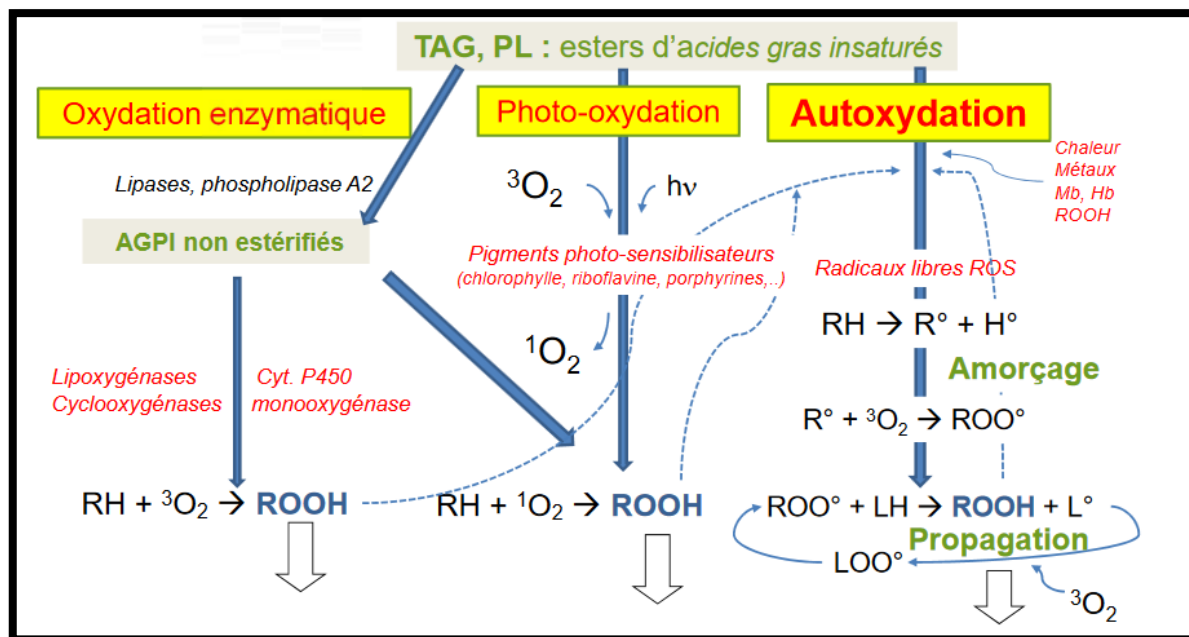 TAG, PL : esters d'acides gras insaturés
Oxydation enzymatique
Photo-oxydation
Autoxydation
Chaleur
Métaux
Mb, Hb
ROOH
Lipases, phospholipase A2
³O₂
hν
AGPI non estérifiés
Pigments photo-sensibilisateurs
(chlorophylle, riboflavine, porphyrines,..)
Radicaux libres ROS
RH → R° + H°
¹O₂
Amorçage
Lipoxygénases
Cyclooxygénases
Cyt. P450
monooxygénase
R° + ³O₂ → ROO°
RH + ³O₂ → ROOH
RH + ¹O₂ → ROOH
ROO° + LH → ROOH + L°
Propagation
LOO°
³O₂